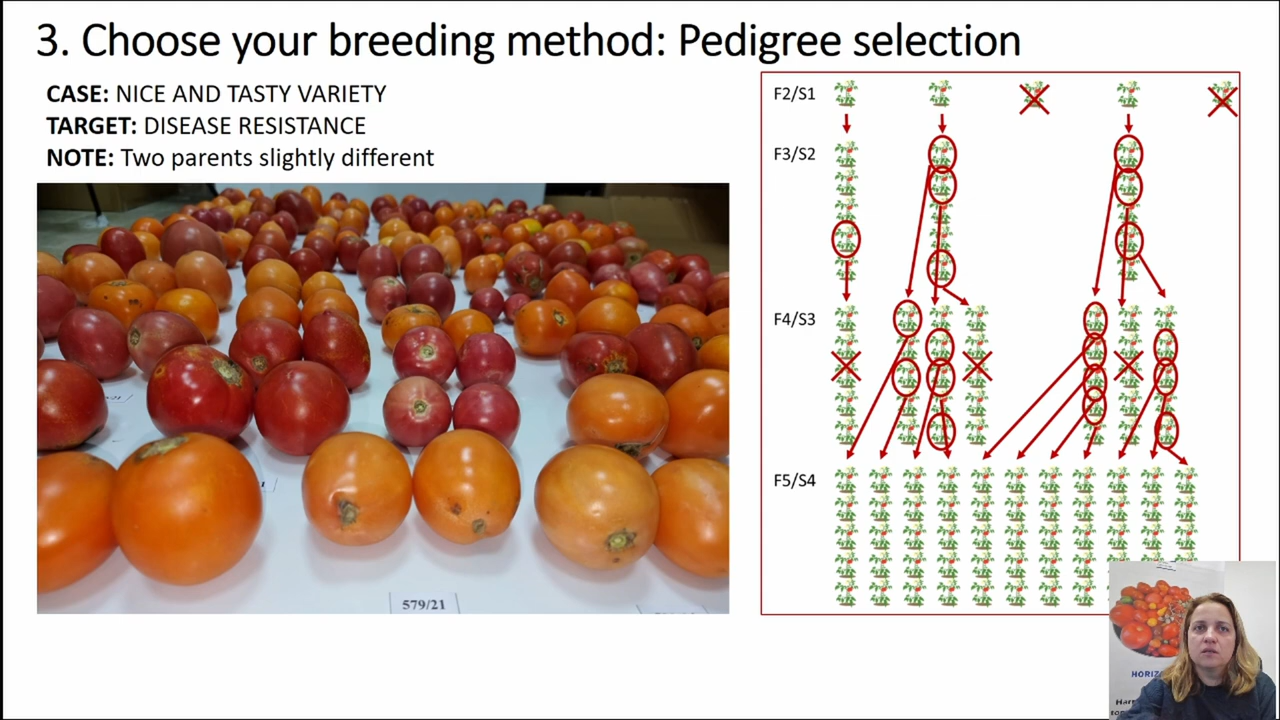 3. Choose your breeding method: Pedigree selection
CASE: NICE AND TASTY VARIETY
TARGET: DISEASE RESISTANCE
NOTE: Two parents slightly different
F2/S1
F3/S2
F4/S3
F5/S4
579/21
HORIZ